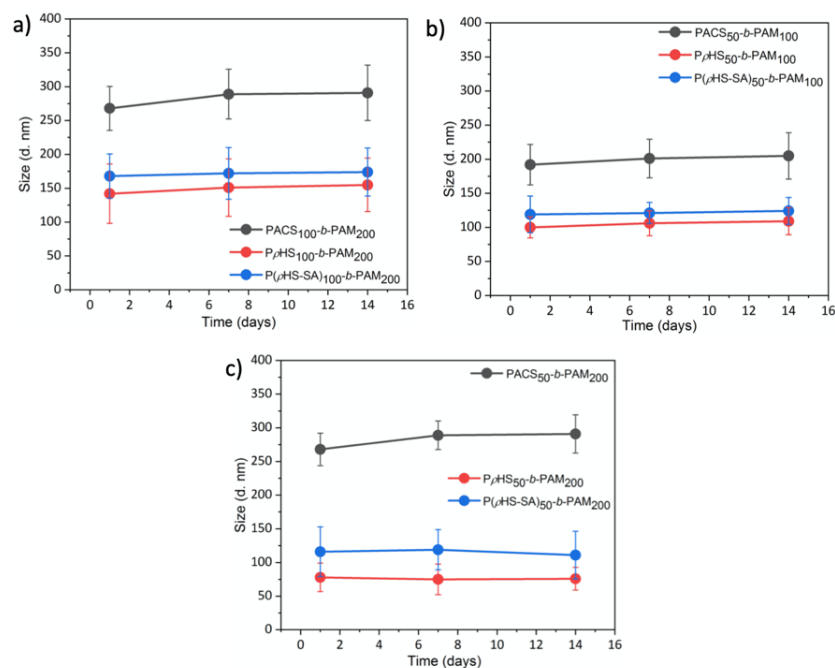 a)
400
350
300
250
200
150
100
50
0
Size (d. nm)
PACS100-b-PAM200
PρHS100-b-PAM200
P(ρHS-SA)100-b-PAM200
0 2 4 6 8 10 12 14 16
Time (days)
b)
400
350
300
250
200
150
100
50
0
Size (d. nm)
PACS50-b-PAM100
PρHS50-b-PAM100
P(ρHS-SA)50-b-PAM100
0 2 4 6 8 10 12 14 16
Time (days)
c)
400
350
300
250
200
150
100
50
0
Size (d. nm)
PACS50-b-PAM200
PρHS50-b-PAM200
P(ρHS-SA)50-b-PAM200
0 2 4 6 8 10 12 14 16
Time (days)